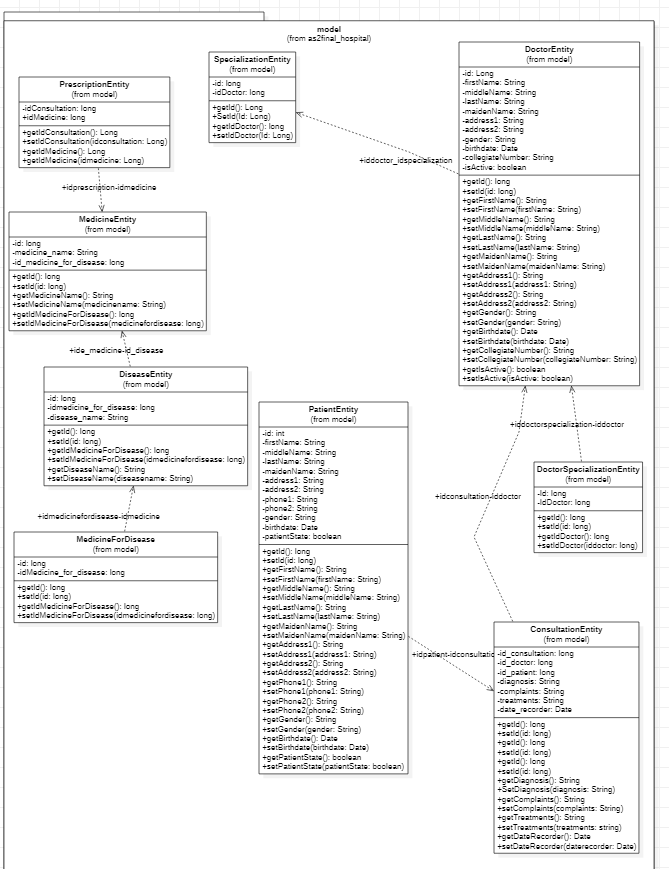 model
(from as2final_hospital)
PrescriptionEntity
(from model)
-idConsultation: long
+idMedicine: long
+getIdConsultation(): Long
+setIdConsultation(idconsultation: Long)
+getIdMedicine(): Long
+getIdMedicine(idmedicine: Long)
+idprescription-idmedicine
SpecializationEntity
(from model)
-id: long
-idDoctor: long
+getId(): Long
+SetId(Id: Long)
+getIdDoctor(): long
+setIdDoctor(Id: Long)
+iddoctor_idspecialization
DoctorEntity
(from model)
-id: Long
-firstName: String
-middleName: String
-lastName: String
-maidenName: String
-address1: String
-address2: String
-gender: String
-birthdate: Date
-collegiateNumber: String
-isActive: boolean
+getId(): long
+setId(id: long)
+getFirstName(): String
+setFirstName(firstName: String)
+getMiddleName(): String
+setMiddleName(middleName: String)
+getLastName(): String
+setLastName(lastName: String)
+getMaidenName(): String
+setMaidenName(maidenName: String)
+getAddress1(): String
+setAddress1(address1: String)
+getAddress2(): String
+setAddress2(address2: String)
+getGender(): String
+setGender(gender: String)
+getBirthdate(): Date
+setBirthdate(birthdate: Date)
+getCollegiateNumber(): String
+setCollegiateNumber(collegiateNumber: String)
+getIsActive(): boolean
+setIsActive(isActive: boolean)
MedicineEntity
(from model)
-id: long
-medicine_name: String
-id_medicine_for_disease: long
+getId(): long
+setId(id: long)
+getMedicineName(): String
+setMedicineName(medicinename: String)
+getMedicineForDisease(): long
+setIdMedicineForDisease(medicinefordisease: long)
+ide_medicine-id_disease
DiseaseEntity
(from model)
-id: long
-idmedicine_for_disease: long
-disease_name: String
+getId(): long
+setId(id: long)
+getIdMedicineForDisease(): long
+setIdMedicineForDisease(idmedicinefordisease: long)
+getDiseaseName(): String
+setDiseaseName(diseasename: String)
+idmedicinefordisease-idmedicine
MedicineForDisease
(from model)
-id: long
-idMedicine_for_disease: long
+getId(): long
+setId(id: long)
+getIdMedicineForDisease(): long
+setIdMedicineForDisease(idmedicinefordisease: long)
PatientEntity
(from model)
-id: int
-firstName: String
-middleName: String
-lastName: String
-maidenName: String
-address1: String
-address2: String
-phone1: String
-phone2: String
-gender: String
-birthdate: Date
-patientState: boolean
+getId(): long
+setId(id: long)
+getFirstName(): String
+setFirstName(firstName: String)
+getMiddleName(): String
+setMiddleName(middleName: String)
+getLastName(): String
+setLastName(lastName: String)
+getMaidenName(): String
+setMaidenName(maidenName: String)
+getAddress1(): String
+setAddress1(address1: String)
+getAddress2(): String
+setAddress2(address2: String)
+getPhone1(): String
+setPhone1(phone1: String)
+getPhone2(): String
+setPhone2(phone2: String)
+getGender(): String
+setGender(gender: String)
+getBirthdate(): Date
+setBirthdate(birthdate: Date)
+getPatientState(): boolean
+setPatientState(patientState: boolean)
+iddoctorspecialization-iddoctor
DoctorSpecializationEntity
(from model)
-Id: long
-IdDoctor: long
+getId(): long
+setId(id: long)
+getIdDoctor(): long
+setIdDoctor(iddoctor: long)
+idconsultation-iddoctor
+idpatient-idconsultatio
ConsultationEntity
(from model)
-id_consultation: long
-id_doctor: long
-id_patient: long
-diagnosis: String
-complaints: String
-treatments: String
-date_recorder: Date
+getId(): long
+setId(id: long)
+getId(): long
+setId(id: long)
+getId(): long
+setId(id: long)
+getDiagnosis(): String
+SetDiagnosis(diagnosis: String)
+getComplaints(): String
+setComplaints(complaints: String)
+getTreatments(): String
+setTreatments(treatments: string)
+getDateRecorder(): Date
+setDateRecorder(daterecorder: Date)